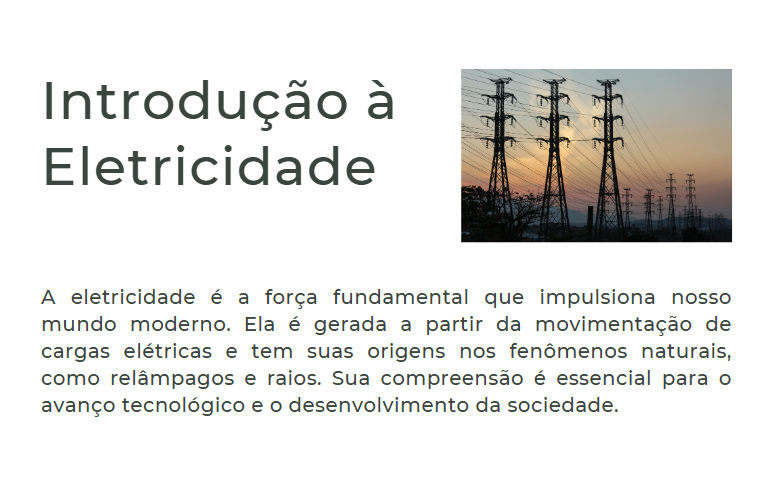 Introdução à
Eletricidade
A eletricidade é a força fundamental que impulsiona nosso
mundo moderno. Ela é gerada a partir da movimentação de
cargas elétricas e tem suas origens nos fenômenos naturais,
como relâmpagos e raios. Sua compreensão é essencial para o
avanço tecnológico e o desenvolvimento da sociedade.